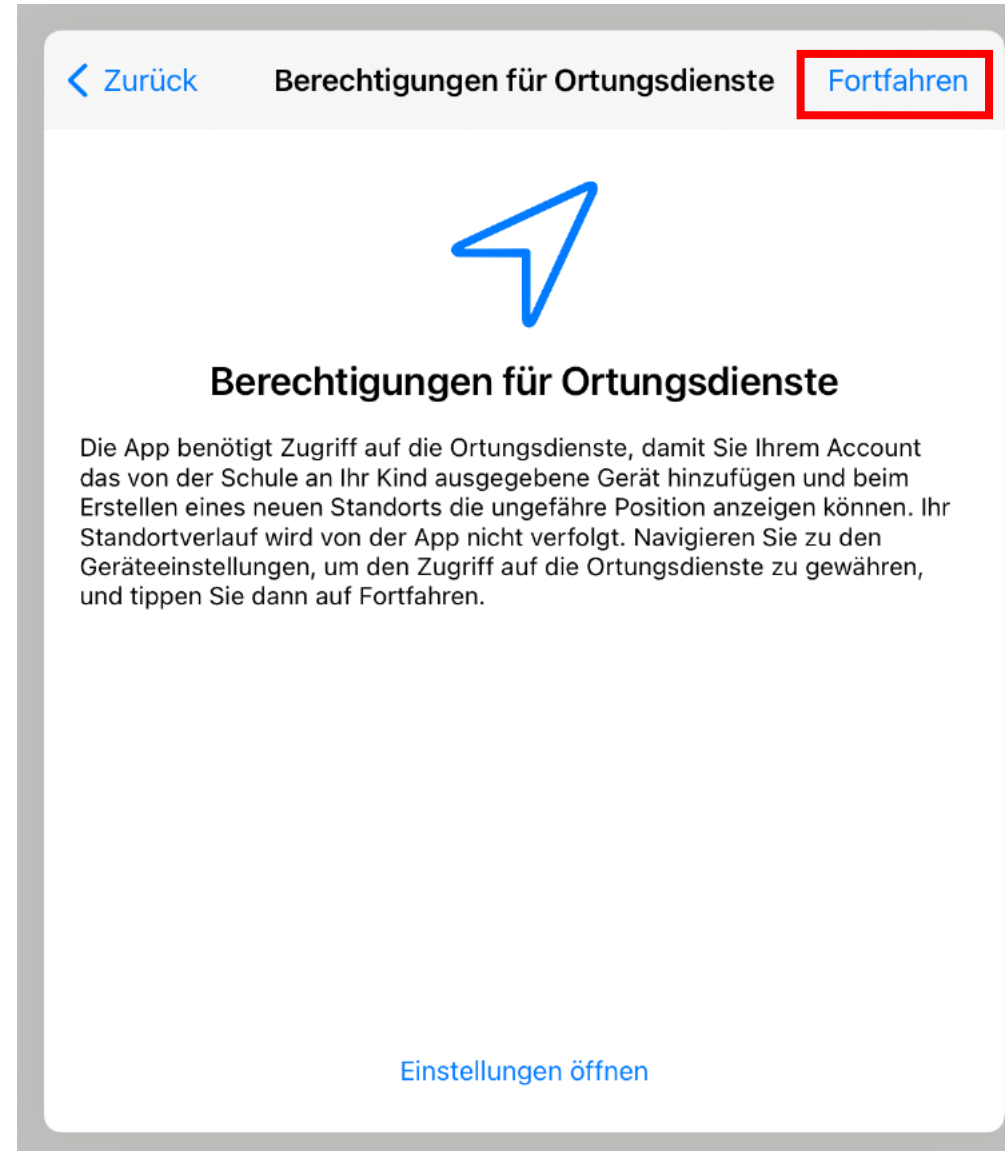 Zurück Berechtigungen für Ortungsdienste Fortfahren
Berechtigungen für Ortungsdienste
Die App benötigt Zugriff auf die Ortungsdienste, damit Sie Ihrem Account
das von der Schule an Ihr Kind ausgegebene Gerät hinzufügen und beim
Erstellen eines neuen Standorts die ungefähre Position anzeigen können. Ihr
Standortverlauf wird von der App nicht verfolgt. Navigieren Sie zu den
Geräteeinstellungen, um den Zugriff auf die Ortungsdienste zu gewähren,
und tippen Sie dann auf Fortfahren.
Einstellungen öffnen